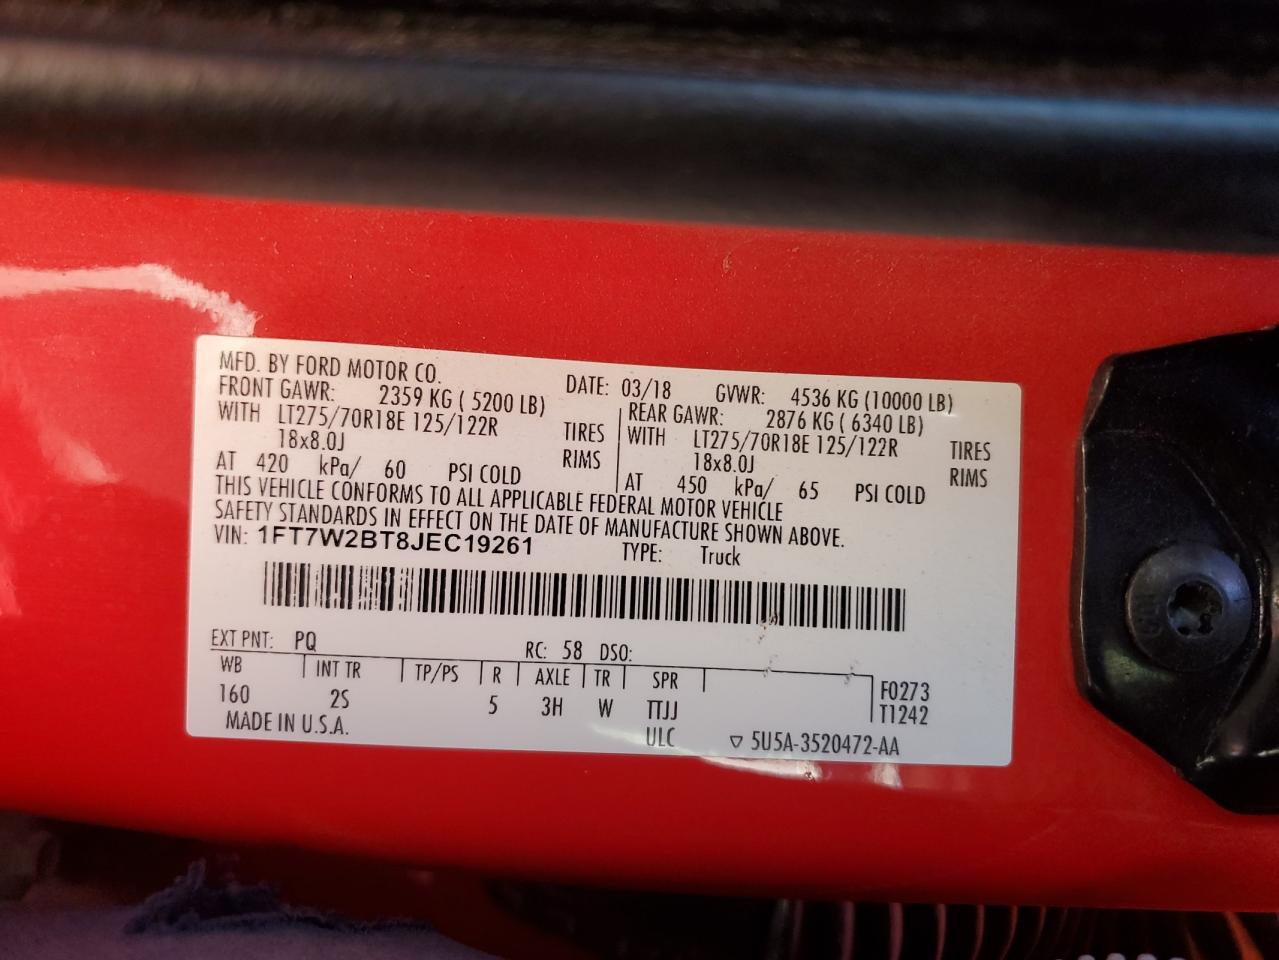 MFD. BY FORD MOTOR CO. DATE: 03/18 GVWR: 4536 KG (10000 LB)
FRONT GAWR: 2359 KG ( 5200 LB) REAR GAWR: 2876 KG ( 6340 LB)
WITH LT275/70R18E 125/122R TIRES WITH LT275/70R18E 125/122R TIRES
18x8.0J RIMS 18x8.0J RIMS
AT 420 kPa/ 60 PSI COLD AT 450 kPa/ 65 PSI COLD
THIS VEHICLE CONFORMS TO ALL APPLICABLE FEDERAL MOTOR VEHICLE
SAFETY STANDARDS IN EFFECT ON THE DATE OF MANUFACTURE SHOWN ABOVE.
VIN: 1FT7W2BT8JEC19261 TYPE: Truck
EXT PNT: PQ RC: 58 DSO:
WB INT TR TP/PS R AXLE TR SPR F0273
160 2S 5 3H W TTJJ T1242
MADE IN U.S.A. ULC ▽ 5U5A-3520472-AA